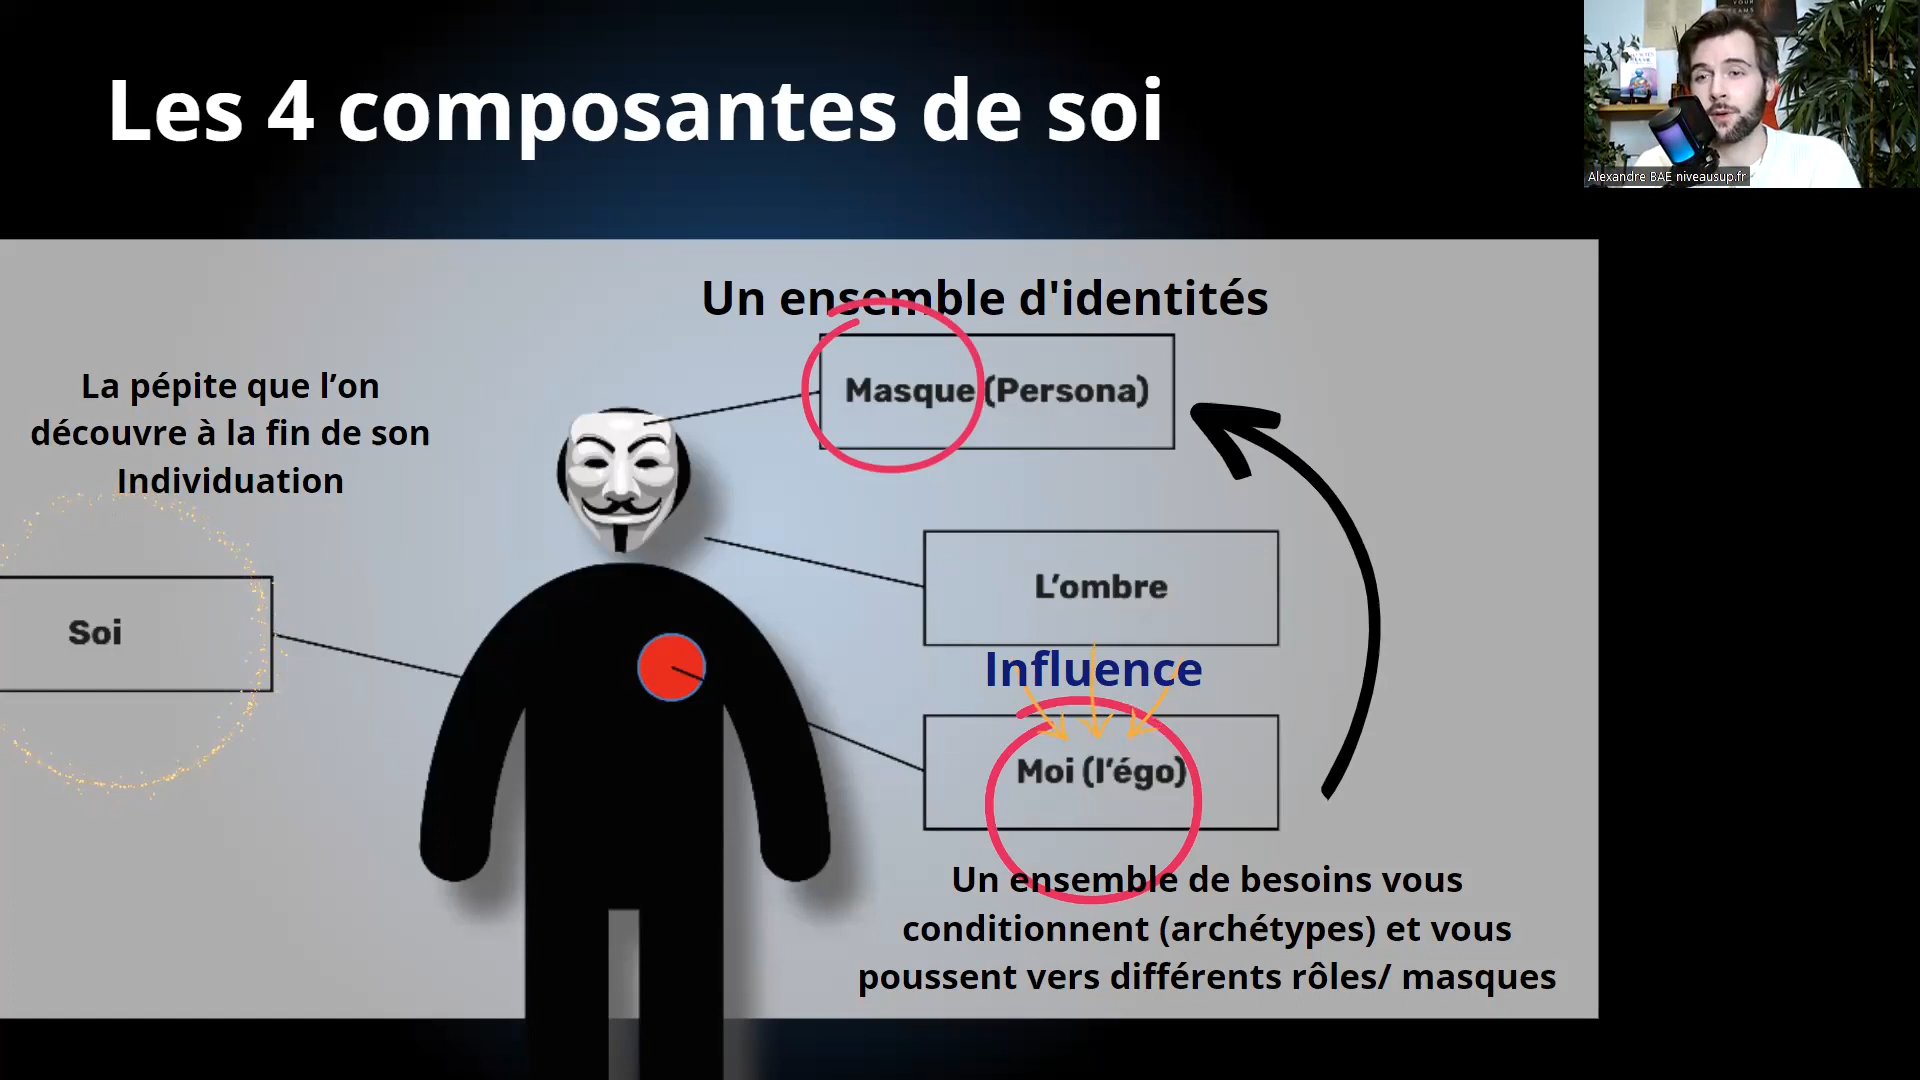 Les 4 composantes de soi
Alexandre BAE niveausup.fr
Un ensemble d'identités
Masque (Persona)
La pépite que l’on
découvre à la fin de son
Individuation
L’ombre
Soi
Influence
Moi (l’égo)
Un ensemble de besoins vous
conditionnent (archétypes) et vous
poussent vers différents rôles/ masques